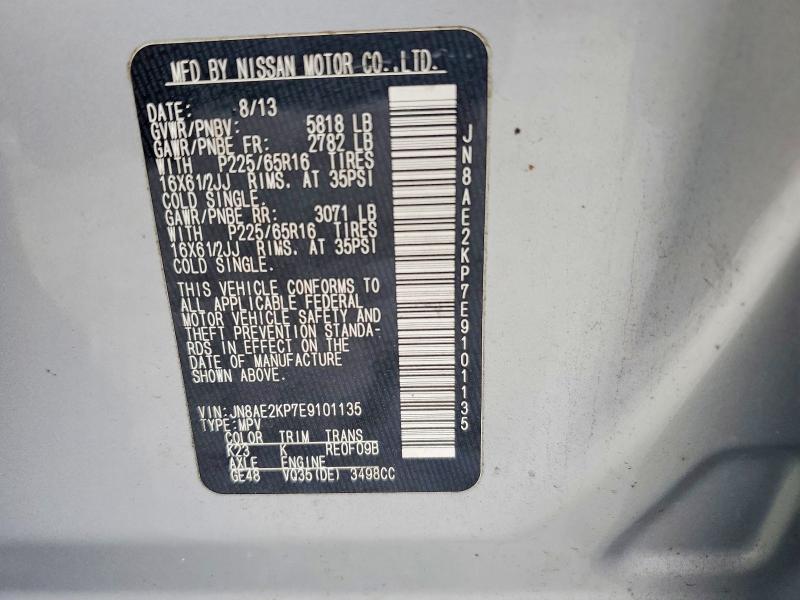 MFD BY NISSAN MOTOR CO.,LTD.
DATE: 8/13
GVWR/PNBV: 5818 LB
GAWR/PNBE FR: 2782 LB
WITH P225/65R16 TIRES
16X61/2JJ RIMS. AT 35PSI
COLD SINGLE.
GAWR/PNBE RR: 3071 LB
WITH P225/65R16 TIRES
16X61/2JJ RIMS. AT 35PSI
COLD SINGLE.
THIS VEHICLE CONFORMS TO
ALL APPLICABLE FEDERAL
MOTOR VEHICLE SAFETY AND
THEFT PREVENTION STANDA-
RDS IN EFFECT ON THE
DATE OF MANUFACTURE
SHOWN ABOVE.
VIN: JN8AE2KP7E9101135
TYPE: MPV
COLOR TRIM TRANS
K23 K RE0F09B
AXLE ENGINE
GE48 VQ35(DE) 3498CC
JN8AE2KP7E9101135